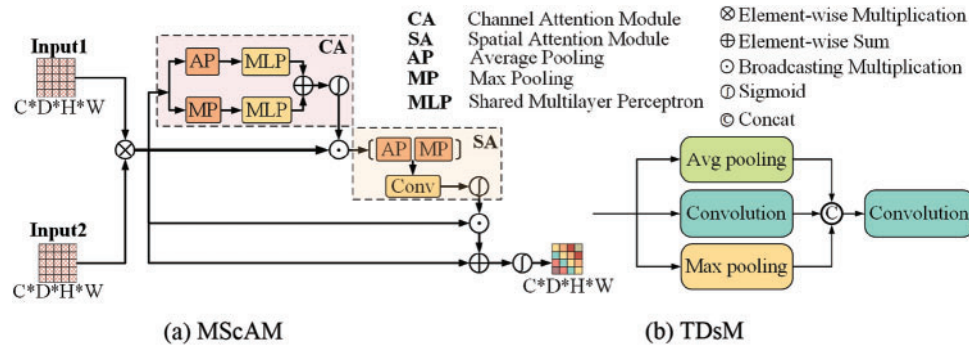 Input1
C*D*H*W
Input2
C*D*H*W
CA
AP
MLP
MP
MLP
SA
AP
MP
Conv
C*D*H*W
(a) MScAM
CA Channel Attention Module
SA Spatial Attention Module
AP Average Pooling
MP Max Pooling
MLP Shared Multilayer Perceptron
Element-wise Multiplication
Element-wise Sum
Broadcasting Multiplication
Sigmoid
© Concat
Avg pooling
Convolution
Max pooling
C
Convolution
(b) TDsM